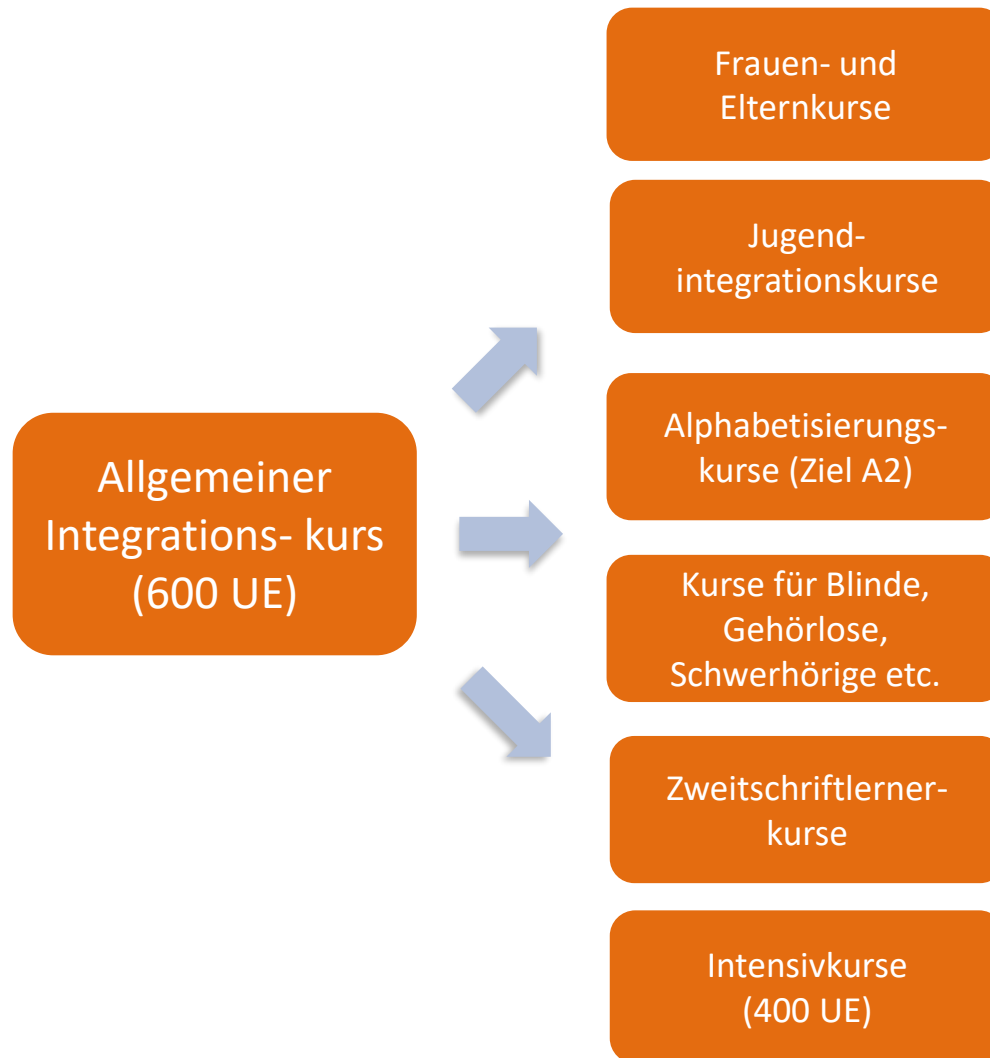 Frauen- und
Elternkurse
Jugend-
integrationskurse
Alphabetisierungs-
kurse (Ziel A2)
Allgemeiner
Integrations- kurs
(600 UE)
Kurse für Blinde,
Gehörlose,
Schwerhörige etc.
Zweitschriftlerner-
kurse
Intensivkurse
(400 UE)